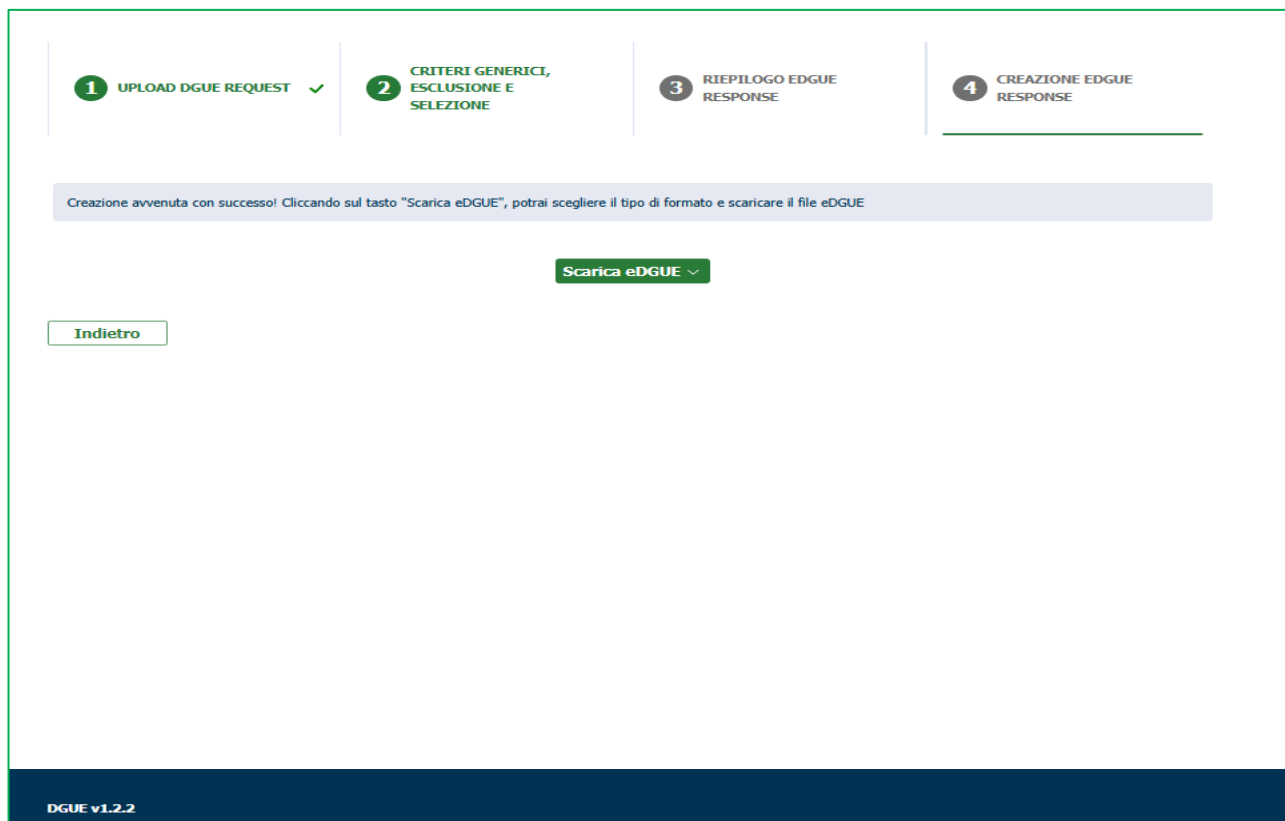 1 UPLOAD DGUE REQUEST
2 CRITERI GENERICI,
ESCLUSIONE E
SELEZIONE
3 RIEPILOGO EDGUE
RESPONSE
4 CREAZIONE EDGUE
RESPONSE
Creazione avvenuta con successo! Cliccando sul tasto "Scarica eDGUE", potrai scegliere il tipo di formato e scaricare il file eDGUE
Scarica eDGUE
Indietro
DGUE v1.2.2